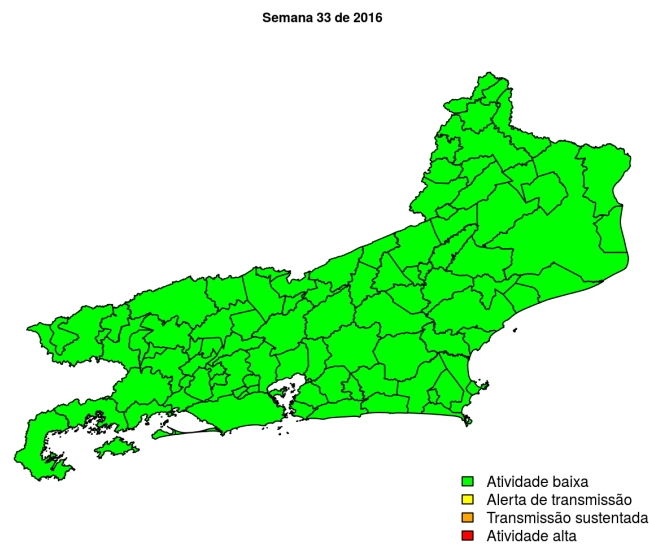 Semana 33 de 2016
Atividade baixa
Alerta de transmissão
Transmissão sustentada
Atividade alta